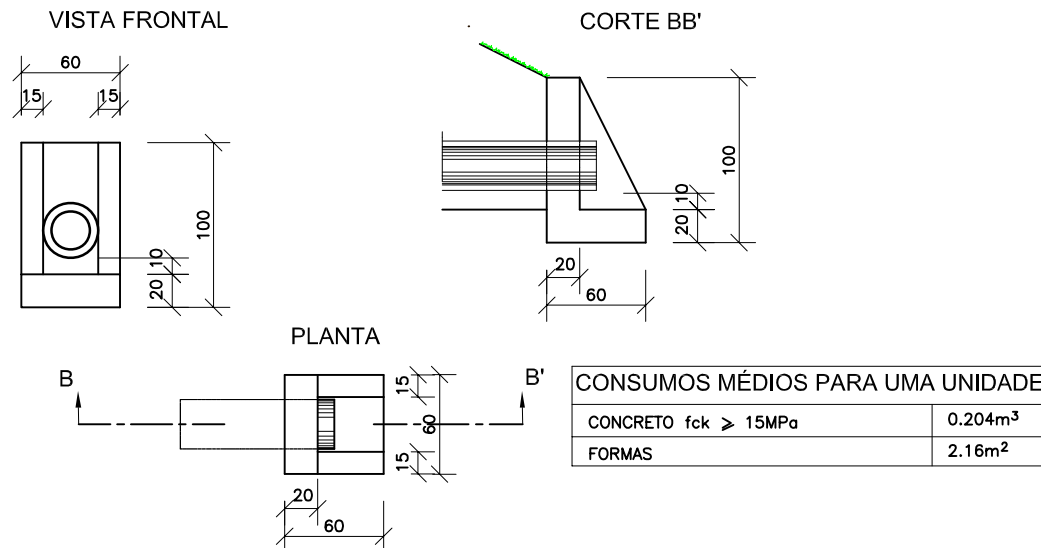 VISTA FRONTAL
60
15
15
100
10
20
CORTE BB'
100
10
20
20
60
PLANTA
B
B'
15
60
15
20
60
CONSUMOS MÉDIOS PARA UMA UNIDADE
CONCRETO fck ⩾ 15MPa 0.204m³
FORMAS 2.16m²